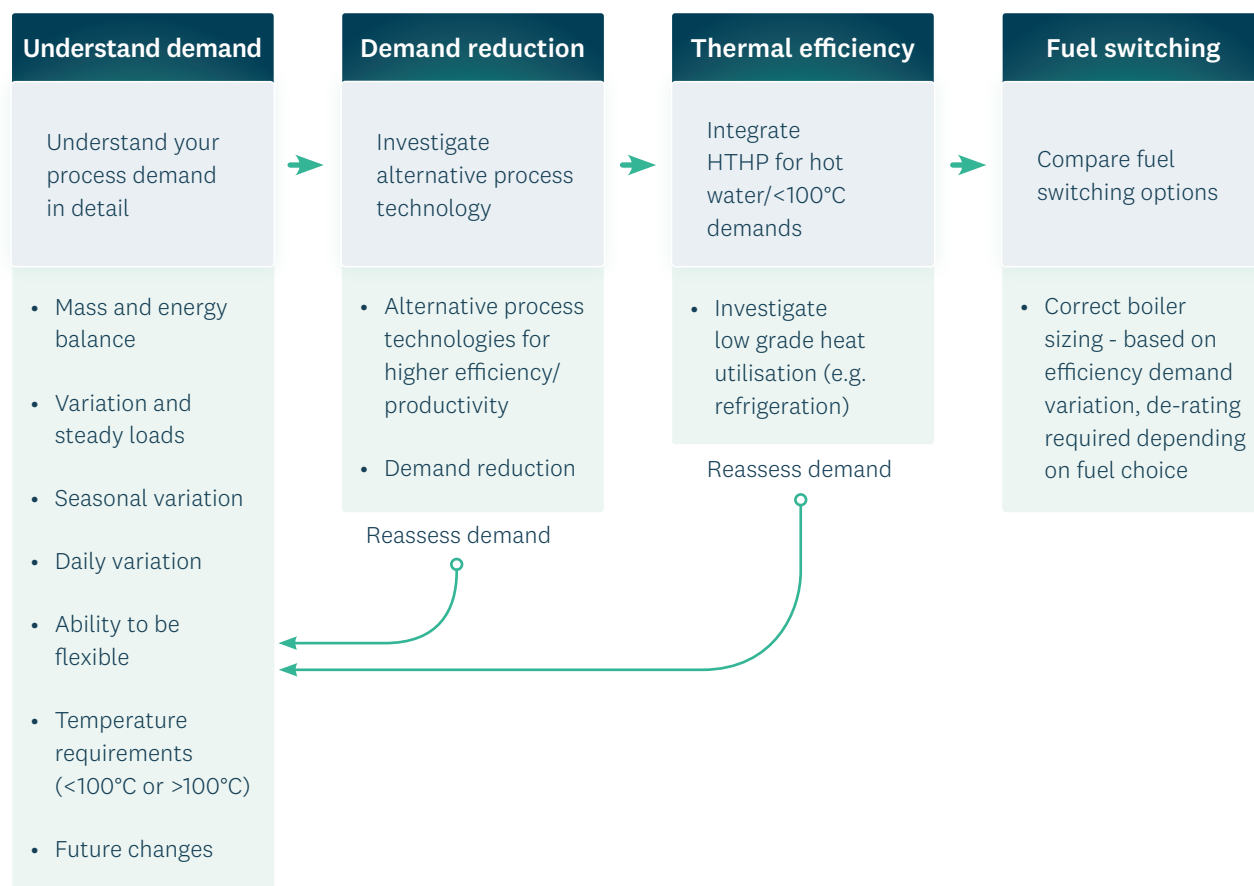 Understand demand
Understand your
process demand
in detail
• Mass and energy
balance
• Variation and
steady loads
• Seasonal variation
• Daily variation
• Ability to be
flexible
• Temperature
requirements
(<100°C or >100°C)
• Future changes
Demand reduction
Investigate
alternative process
technology
• Alternative process
technologies for
higher efficiency/
productivity
• Demand reduction
Reassess demand
Thermal efficiency
Integrate
HTHP for hot
water/<100°C
demands
• Investigate
low grade heat
utilisation (e.g.
refrigeration)
Reassess demand
Fuel switching
Compare fuel
switching options
• Correct boiler
sizing - based on
efficiency demand
variation, de-rating
required depending
on fuel choice